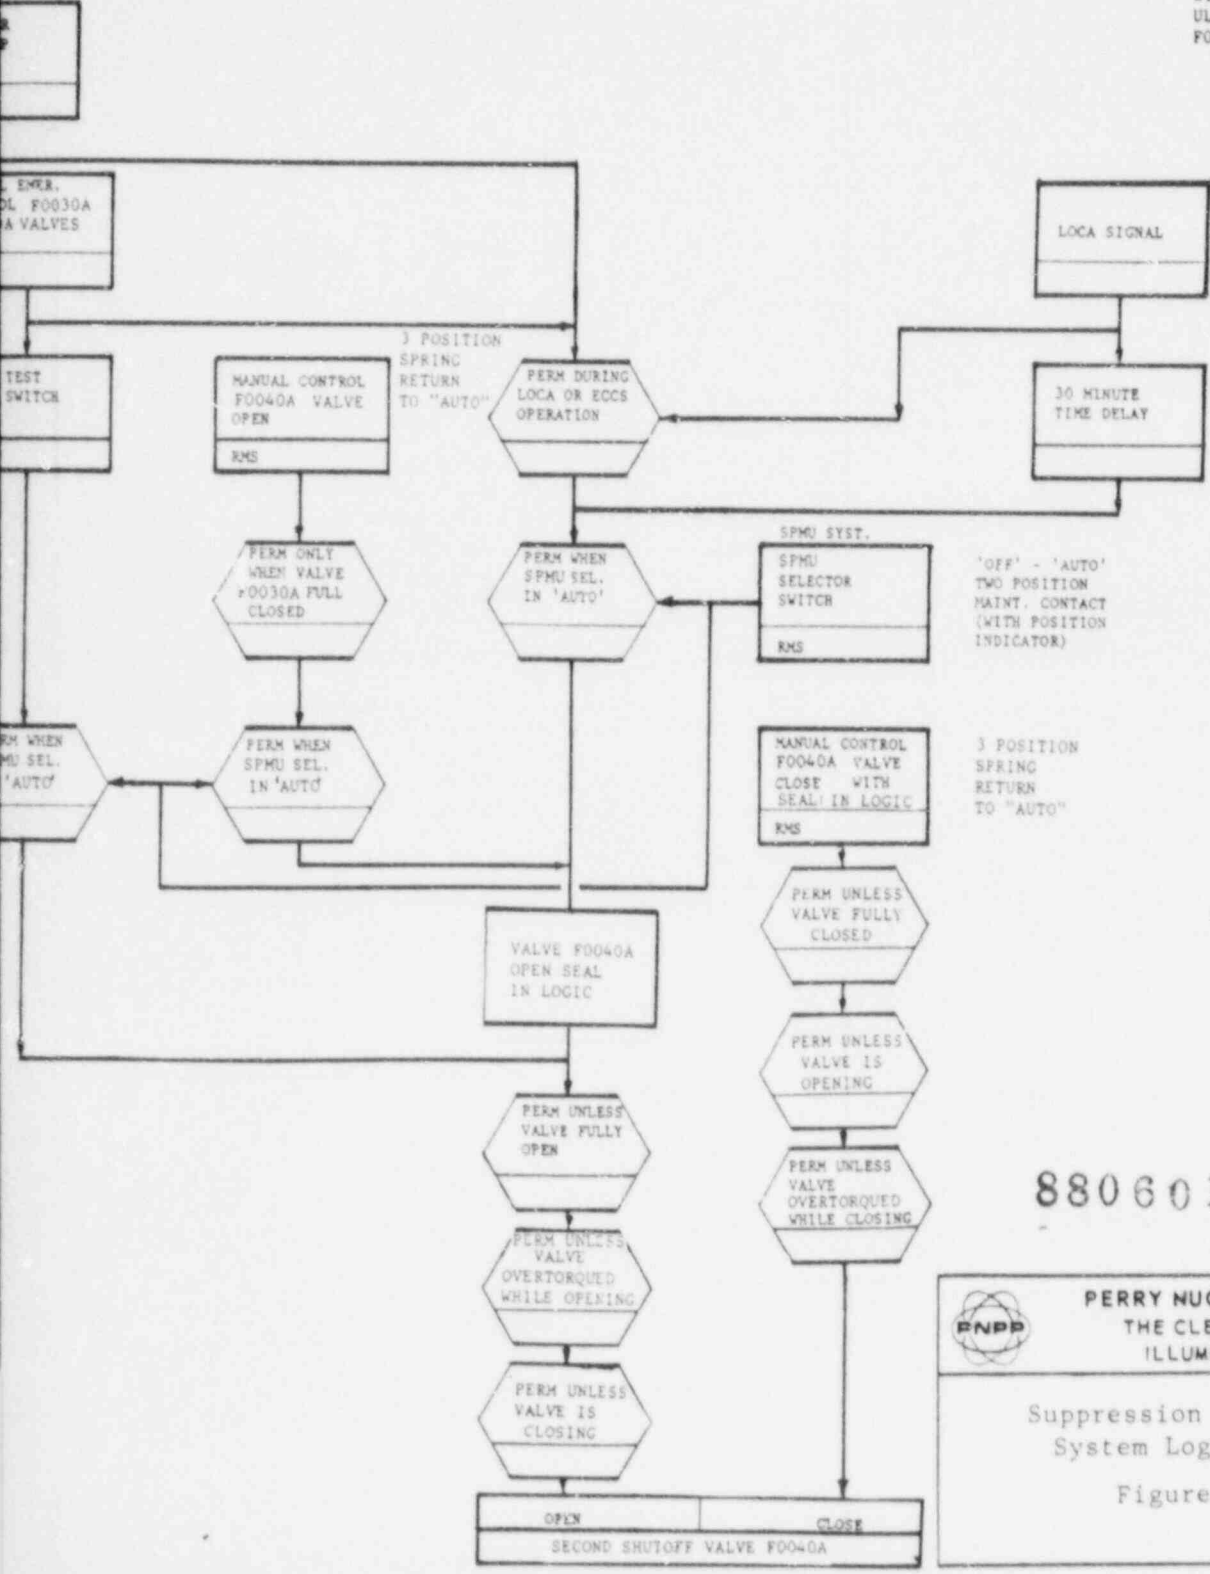 UL
FO
R
P
L EMER.
OL F0030A
A VALVES
LOCA SIGNAL
TEST
SWITCH
MANUAL CONTROL
F0040A VALVE
OPEN
RMS
3 POSITION
SPRING
RETURN
TO "AUTO"
PERM DURING
LOCA OR ECCS
OPERATION
30 MINUTE
TIME DELAY
PERM ONLY
WHEN VALVE
F0030A FULL
CLOSED
PERM WHEN
SPMU SEL.
IN 'AUTO'
SPMU SYST.
SPMU
SELECTOR
SWITCH
RMS
'OFF' - 'AUTO'
TWO POSITION
MAINT. CONTACT
(WITH POSITION
INDICATOR)
RM WHEN
MU SEL.
'AUTO'
PERM WHEN
SPMU SEL.
IN 'AUTO'
MANUAL CONTROL
F0040A VALVE
CLOSE WITH
SEAL IN LOGIC
RMS
3 POSITION
SPRING
RETURN
TO "AUTO"
PERM UNLESS
VALVE FULLY
CLOSED
VALVE F0040A
OPEN SEAL
IN LOGIC
PERM UNLESS
VALVE IS
OPENING
PERM UNLESS
VALVE FULLY
OPEN
PERM UNLESS
VALVE
OVERTORQUED
WHILE CLOSING
PERM UNLESS
VALVE
OVERTORQUED
WHILE OPENING
PERM UNLESS
VALVE IS
CLOSING
OPEN
CLOSE
SECOND SHUTOFF VALVE F0040A
88060
PNPP
PERRY NUC
THE CLE
ILLUM
Suppression
System Log
Figure